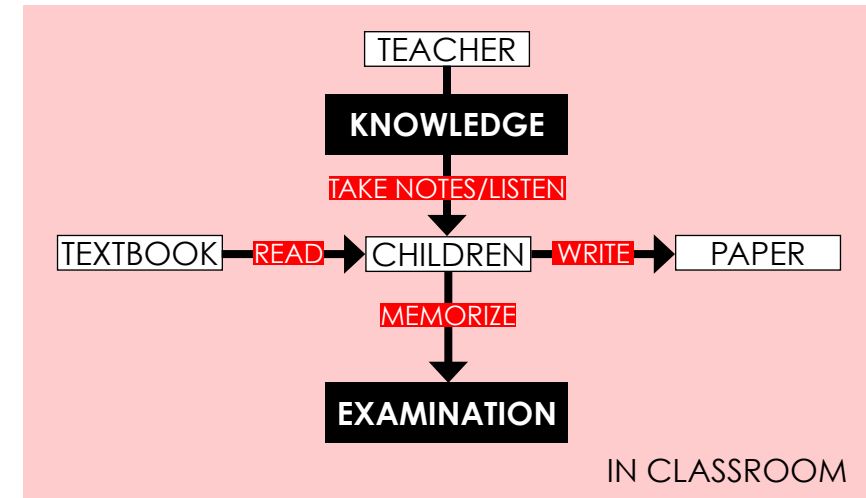 TEACHER
KNOWLEDGE
TAKE NOTES/LISTEN
TEXTBOOK READ CHILDREN WRITE PAPER
MEMORIZE
EXAMINATION
IN CLASSROOM